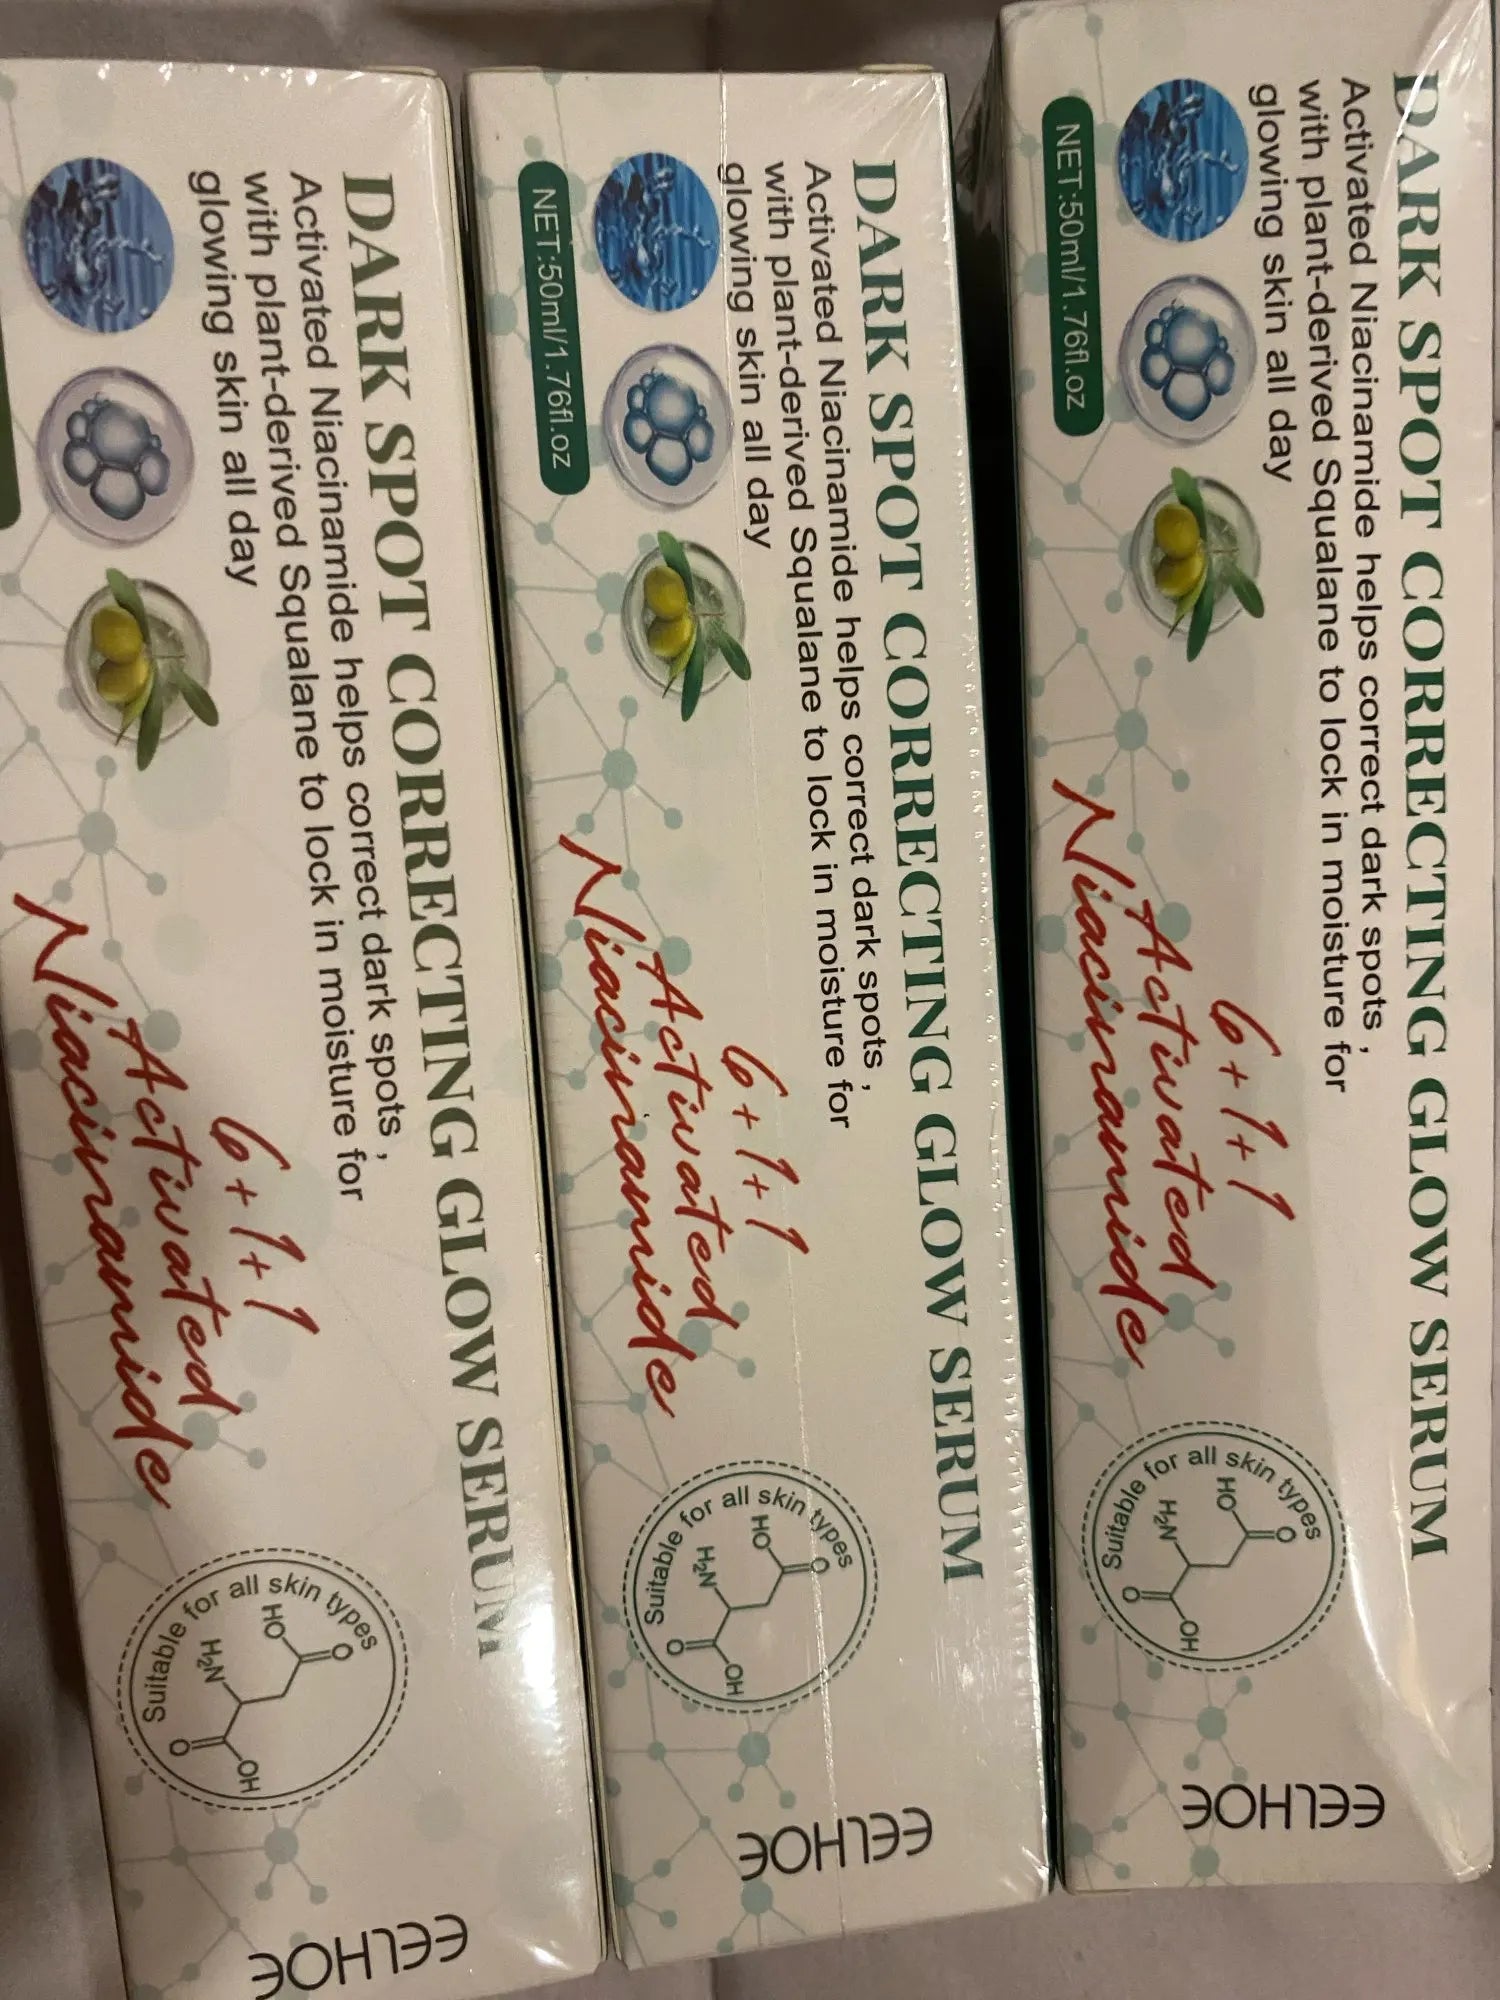 DARK SPOT CORRECTING GLOW SERUM
Activated Niacinamide helps correct dark spots,
with plant-derived Squalane to lock in moisture for
glowing skin all day
NET:50ml/1.76fl.oz
6+1+1
Activated
Niacinamide
Suitable for all skin types
HO
O
H₂N
O
OH
EELHOE
DARK SPOT CORRECTING GLOW SERUM
Activated Niacinamide helps correct dark spots,
with plant-derived Squalane to lock in moisture for
glowing skin all day
NET:50ml/1.76fl.oz
6+1+1
Activated
Niacinamide
Suitable for all skin types
HO
O
H₂N
O
OH
EELHOE
DARK SPOT CORRECTING GLOW SERUM
Activated Niacinamide helps correct dark spots,
with plant-derived Squalane to lock in moisture for
glowing skin all day
6+1+1
Activated
Niacinamide
Suitable for all skin types
HO
O
H₂N
O
OH
EELHOE